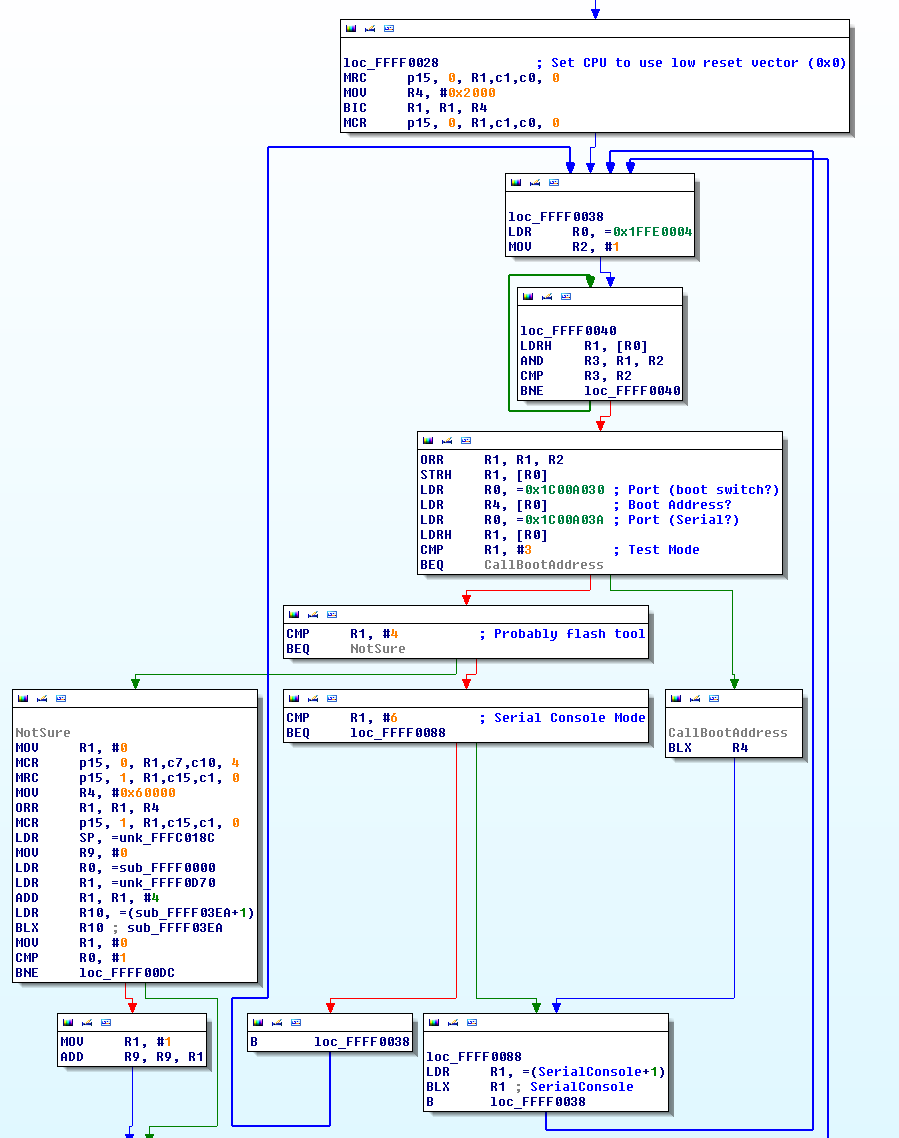 loc_FFFF0028 ; Set CPU to use low reset vector (0x0)
MRC p15, 0, R1,c1,c0, 0
MOV R4, #0x2000
BIC R1, R1, R4
MCR p15, 0, R1,c1,c0, 0
loc_FFFF0038
LDR R0, =0x1FFE0004
MOV R2, #1
loc_FFFF0040
LDRH R1, [R0]
AND R3, R1, R2
CMP R3, R2
BNE loc_FFFF0040
ORR R1, R1, R2
STRH R1, [R0]
LDR R0, =0x1C00A030 ; Port (boot switch?)
LDR R4, [R0] ; Boot Address?
LDR R0, =0x1C00A03A ; Port (Serial?)
LDRH R1, [R0]
CMP R1, #3 ; Test Mode
BEQ CallBootAddress
CMP R1, #4 ; Probably flash tool
BEQ NotSure
NotSure
MOV R1, #0
MCR p15, 0, R1,c7,c10, 4
MRC p15, 1, R1,c15,c1, 0
MOV R4, #0x60000
ORR R1, R1, R4
MCR p15, 1, R1,c15,c1, 0
LDR SP, =unk_FFFC018C
MOV R9, #0
LDR R0, =sub_FFFF0000
LDR R1, =unk_FFFF0D70
ADD R1, R1, #4
LDR R10, =(sub_FFFF03EA+1)
BLX R10 ; sub_FFFF03EA
MOV R1, #0
CMP R0, #1
BNE loc_FFFF00DC
CMP R1, #6 ; Serial Console Mode
BEQ loc_FFFF0088
CallBootAddress
BLX R4
MOV R1, #1
ADD R9, R9, R1
B loc_FFFF0038
loc_FFFF0088
LDR R1, =(SerialConsole+1)
BLX R1 ; SerialConsole
B loc_FFFF0038